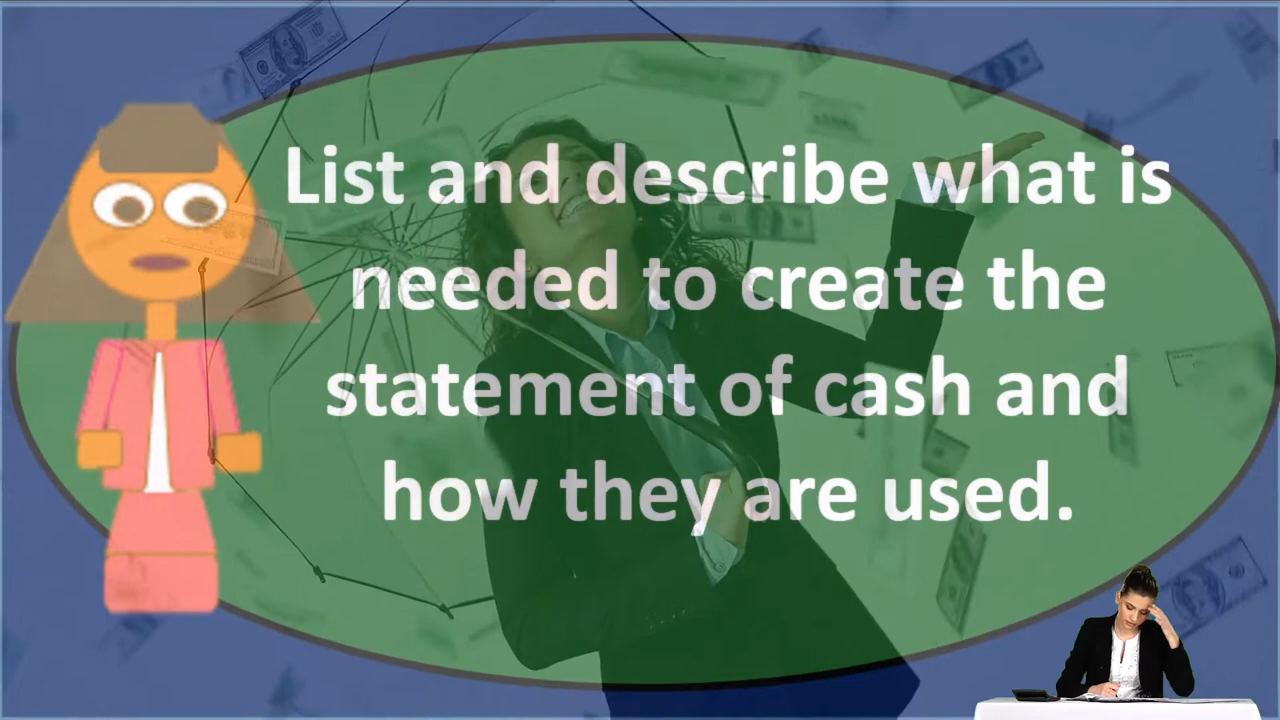 List and describe what is
needed to create the
statement of cash and
how they are used.